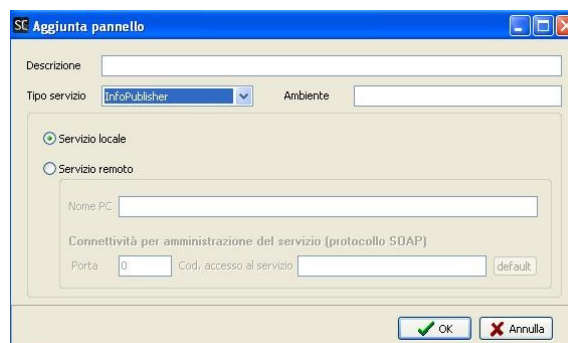 SC Aggiunta pannello
Descrizione
Tipo servizio InfoPublisher Ambiente
Servizio locale
Servizio remoto
Nome PC
Connettività per amministrazione del servizio (protocollo SOAP)
Porta 0 Cod. accesso al servizio default
OK Annulla